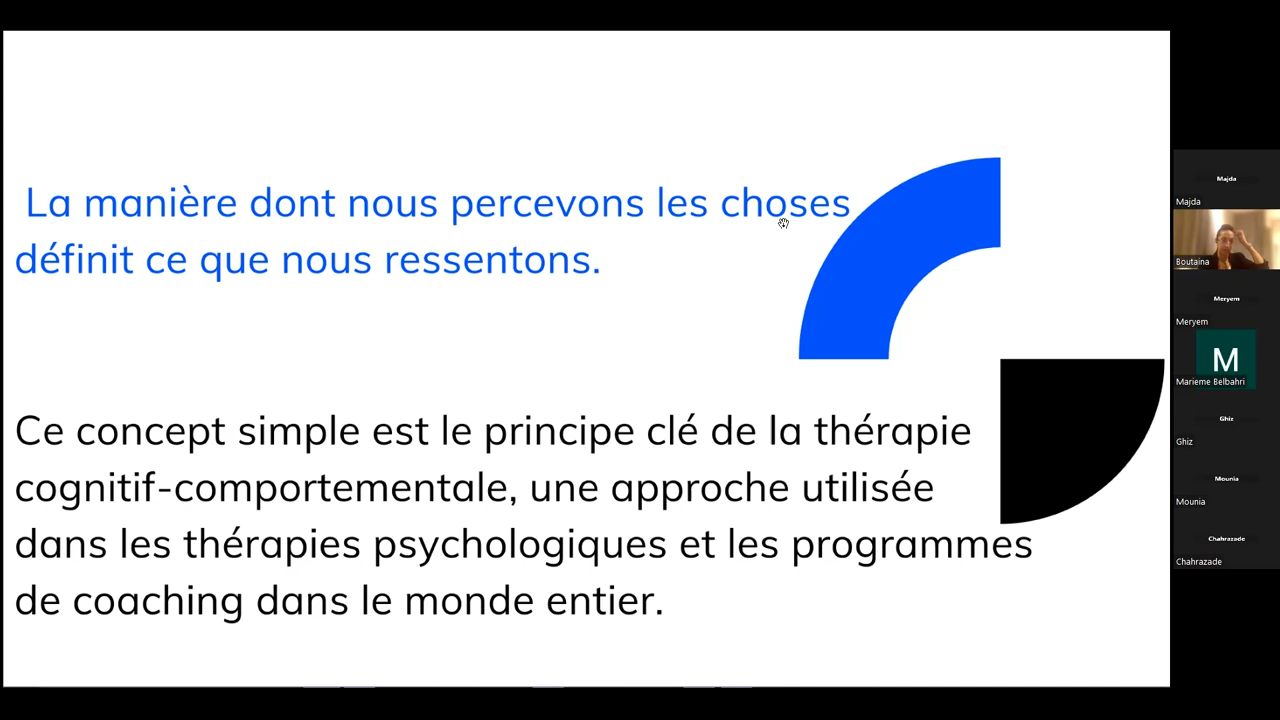 La manière dont nous percevons les choses
définit ce que nous ressentons.
Ce concept simple est le principe clé de la thérapie
cognitif-comportementale, une approche utilisée
dans les thérapies psychologiques et les programmes
de coaching dans le monde entier.
Majda
Majda
Boutaina
Meryem
Meryem
M
Marieme Belbahri
Ghiz
Ghiz
Mounia
Mounia
Chahrazade
Chahrazade